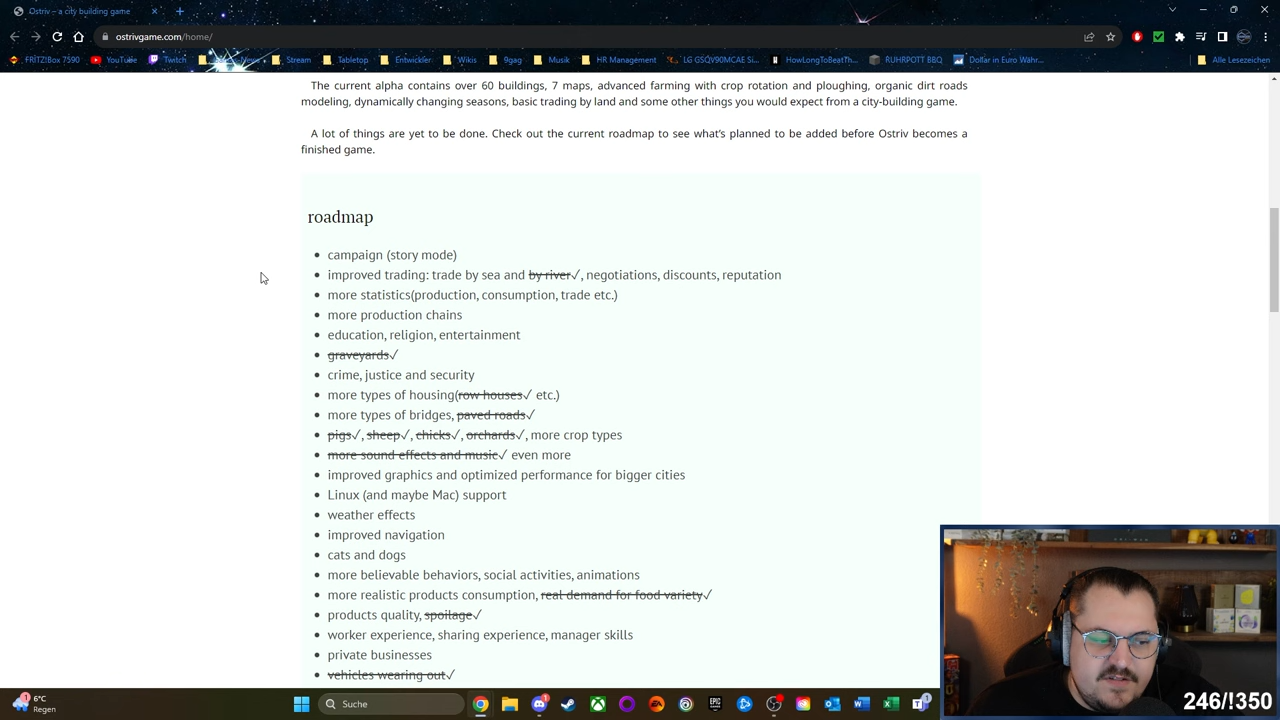 Ostriv – a city building game
ostrivgame.com/home/
FRITZ!Box 7590 YouTube Twitch Stream Tabletop Entwickler Wikis 9gag Musik HR Management LG GSQV90MCAE Si... HowLongToBeatTh... RUHRPOTT BBQ Dollar in Euro Währ... Alle Lesezeichen
The current alpha contains over 60 buildings, 7 maps, advanced farming with crop rotation and ploughing, organic dirt roads
modeling, dynamically changing seasons, basic trading by land and some other things you would expect from a city-building game.
A lot of things are yet to be done. Check out the current roadmap to see what's planned to be added before Ostriv becomes a
finished game.
roadmap
• campaign (story mode)
• improved trading: trade by sea and by river✓, negotiations, discounts, reputation
• more statistics(production, consumption, trade etc.)
• more production chains
• education, religion, entertainment
• graveyards✓
• crime, justice and security
• more types of housing(row houses✓ etc.)
• more types of bridges, paved roads✓
• pigs✓, sheep✓, chicks✓, orchards✓, more crop types
• more sound effects and music✓ even more
• improved graphics and optimized performance for bigger cities
• Linux (and maybe Mac) support
• weather effects
• improved navigation
• cats and dogs
• more believable behaviors, social activities, animations
• more realistic products consumption, real demand for food variety✓
• products quality, spoilage✓
• worker experience, sharing experience, manager skills
• private businesses
• vehicles wearing out✓
246/!350
1 6°C
Regen
Suche